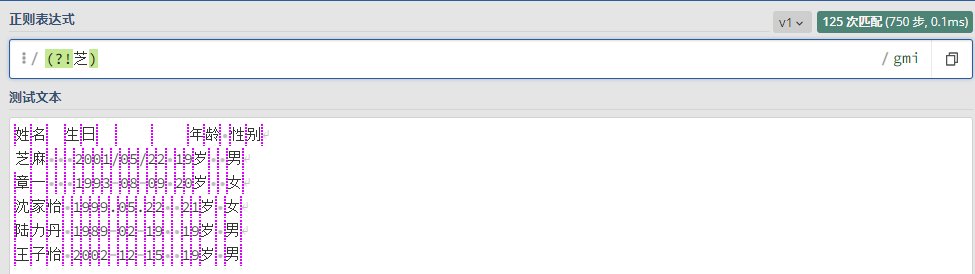 正则表达式
v1
125 次匹配 (750 步, 0.1ms)
/ (?!芝) / gmi
测试文本
姓名 生日 年龄 性别
芝麻 2001/05/22 19岁 男
章一 1993-08-09 20岁 女
沈家怡 1999.05.22 21岁 女
陆力丹 1989-02-19 19岁 男
王子怡 2002-12-15 19岁 男